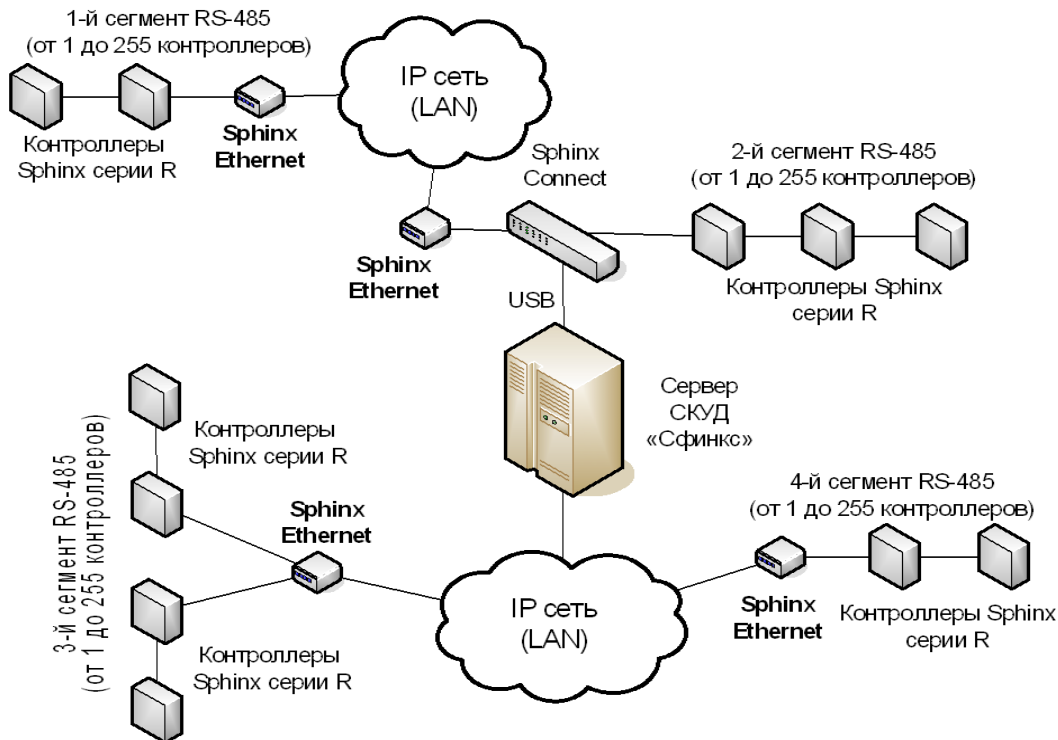 1-й сегмент RS-485
(от 1 до 255 контроллеров)
IP сеть
(LAN)
Sphinx
Ethernet
Контроллеры
Sphinx серии R
Sphinx
Connect
2-й сегмент RS-485
(от 1 до 255 контроллеров)
Sphinx
Ethernet
Контроллеры Sphinx
серии R
USB
Сервер
СКУД
«Сфинкс»
3-й сегмент RS-485
(от 1 до 255 контроллеров)
Контроллеры
Sphinx серии R
Sphinx
Ethernet
Контроллеры
Sphinx серии R
IP сеть
(LAN)
4-й сегмент RS-485
(от 1 до 255 контроллеров)
Sphinx
Ethernet
Контроллеры Sphinx
серии R